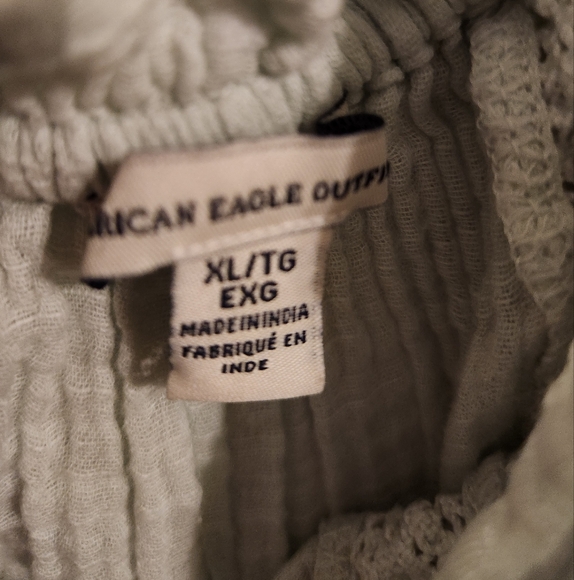 RICAN EAGLE OUTFI
XL/TG
EXG
MADE IN INDIA
FABRIQUÉ EN
INDE